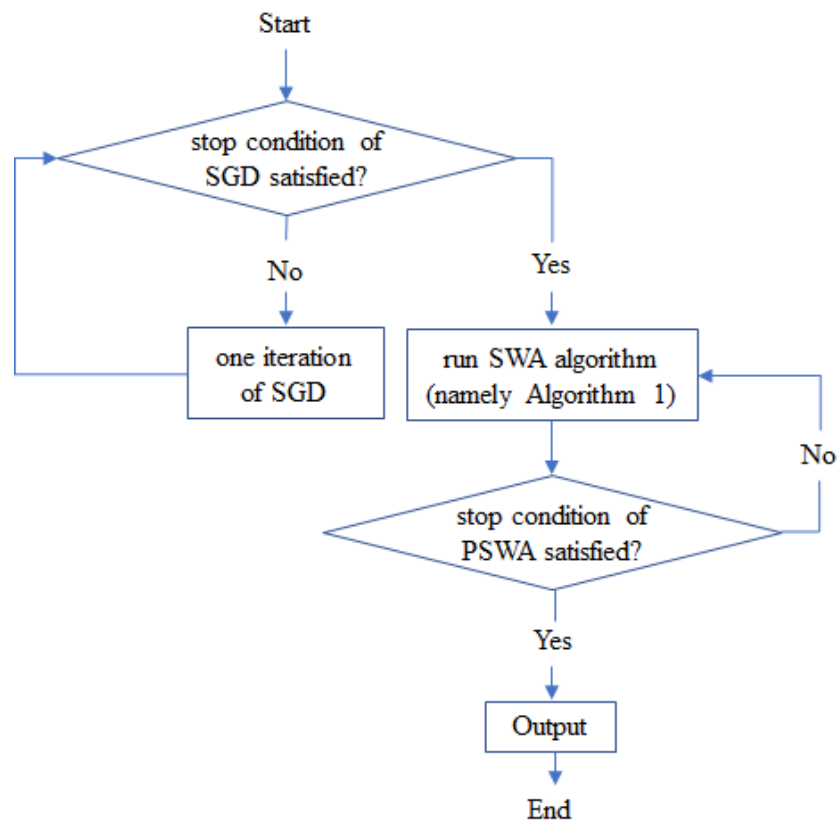 Start
stop condition of
SGD satisfied?
No
Yes
one iteration
of SGD
run SWA algorithm
(namely Algorithm 1)
No
stop condition of
PSWA satisfied?
Yes
Output
End